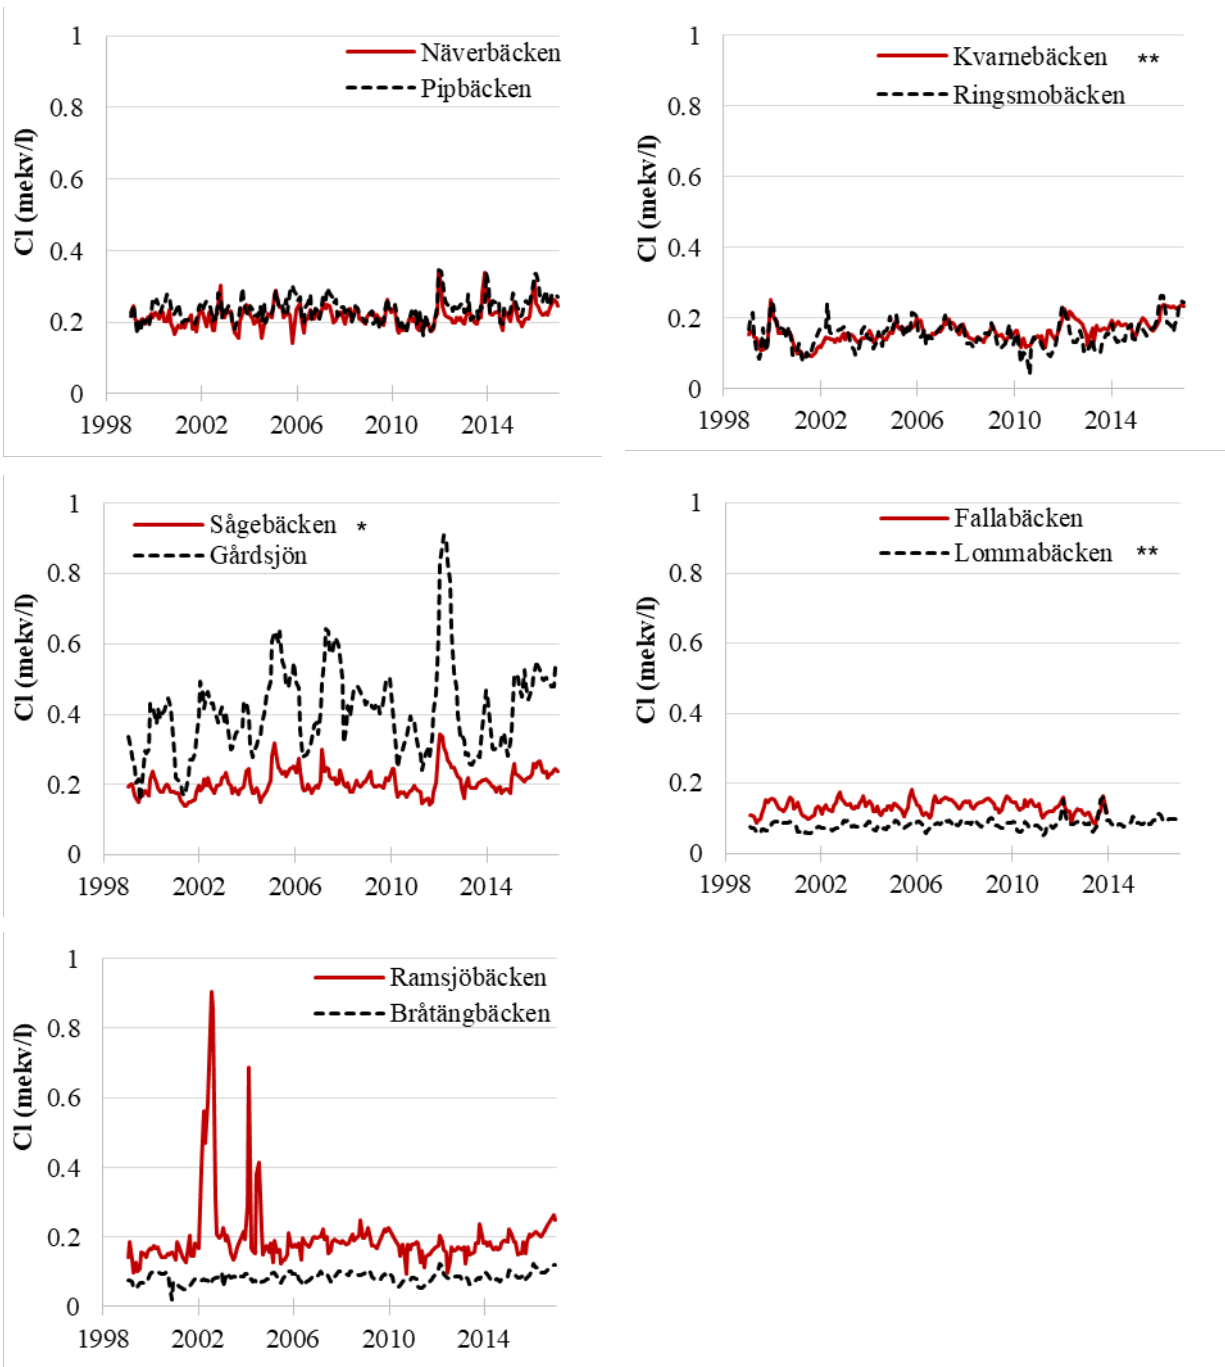 1
0.8
0.6
0.4
0.2
0
Cl (mekv/l)
Näverbäcken
Pipbäcken
1998 2002 2006 2010 2014
1
0.8
0.6
0.4
0.2
0
Cl (mekv/l)
Kvarnebäcken **
Ringsmobäcken
1998 2002 2006 2010 2014
1
0.8
0.6
0.4
0.2
0
Cl (mekv/l)
Sågebäcken *
Gårdsjön
1998 2002 2006 2010 2014
1
0.8
0.6
0.4
0.2
0
Cl (mekv/l)
Fallabäcken
Lommabäcken **
1998 2002 2006 2010 2014
1
0.8
0.6
0.4
0.2
0
Cl (mekv/l)
Ramsjöbäcken
Bråtängbäcken
1998 2002 2006 2010 2014